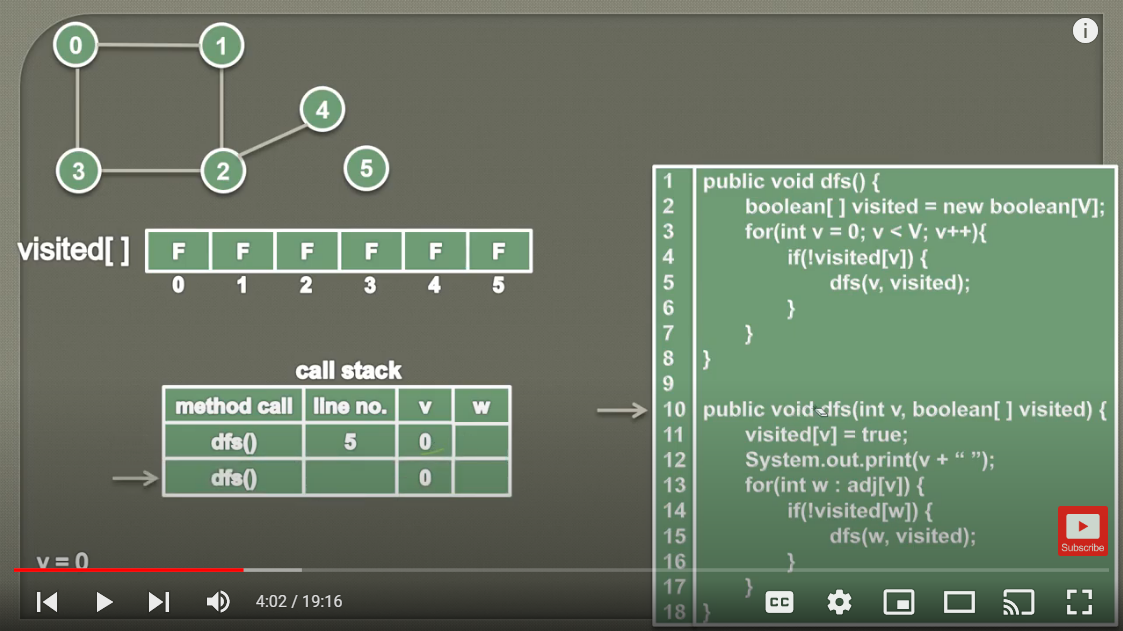 0 1
4
3 2 5
visited[ ] F F F F F F
0 1 2 3 4 5
call stack
method call line no. v w
dfs() 5 0
dfs() 0
v = 0
1 public void dfs() {
2 boolean[ ] visited = new boolean[V];
3 for(int v = 0; v < V; v++){
4 if(!visited[v]) {
5 dfs(v, visited);
6 }
7 }
8 }
9
10 public void dfs(int v, boolean[ ] visited) {
11 visited[v] = true;
12 System.out.print(v + “ ”);
13 for(int w : adj[v]) {
14 if(!visited[w]) {
15 dfs(w, visited);
16 }
17 }
18 }
Subscribe
4:02 / 19:16
CC
i